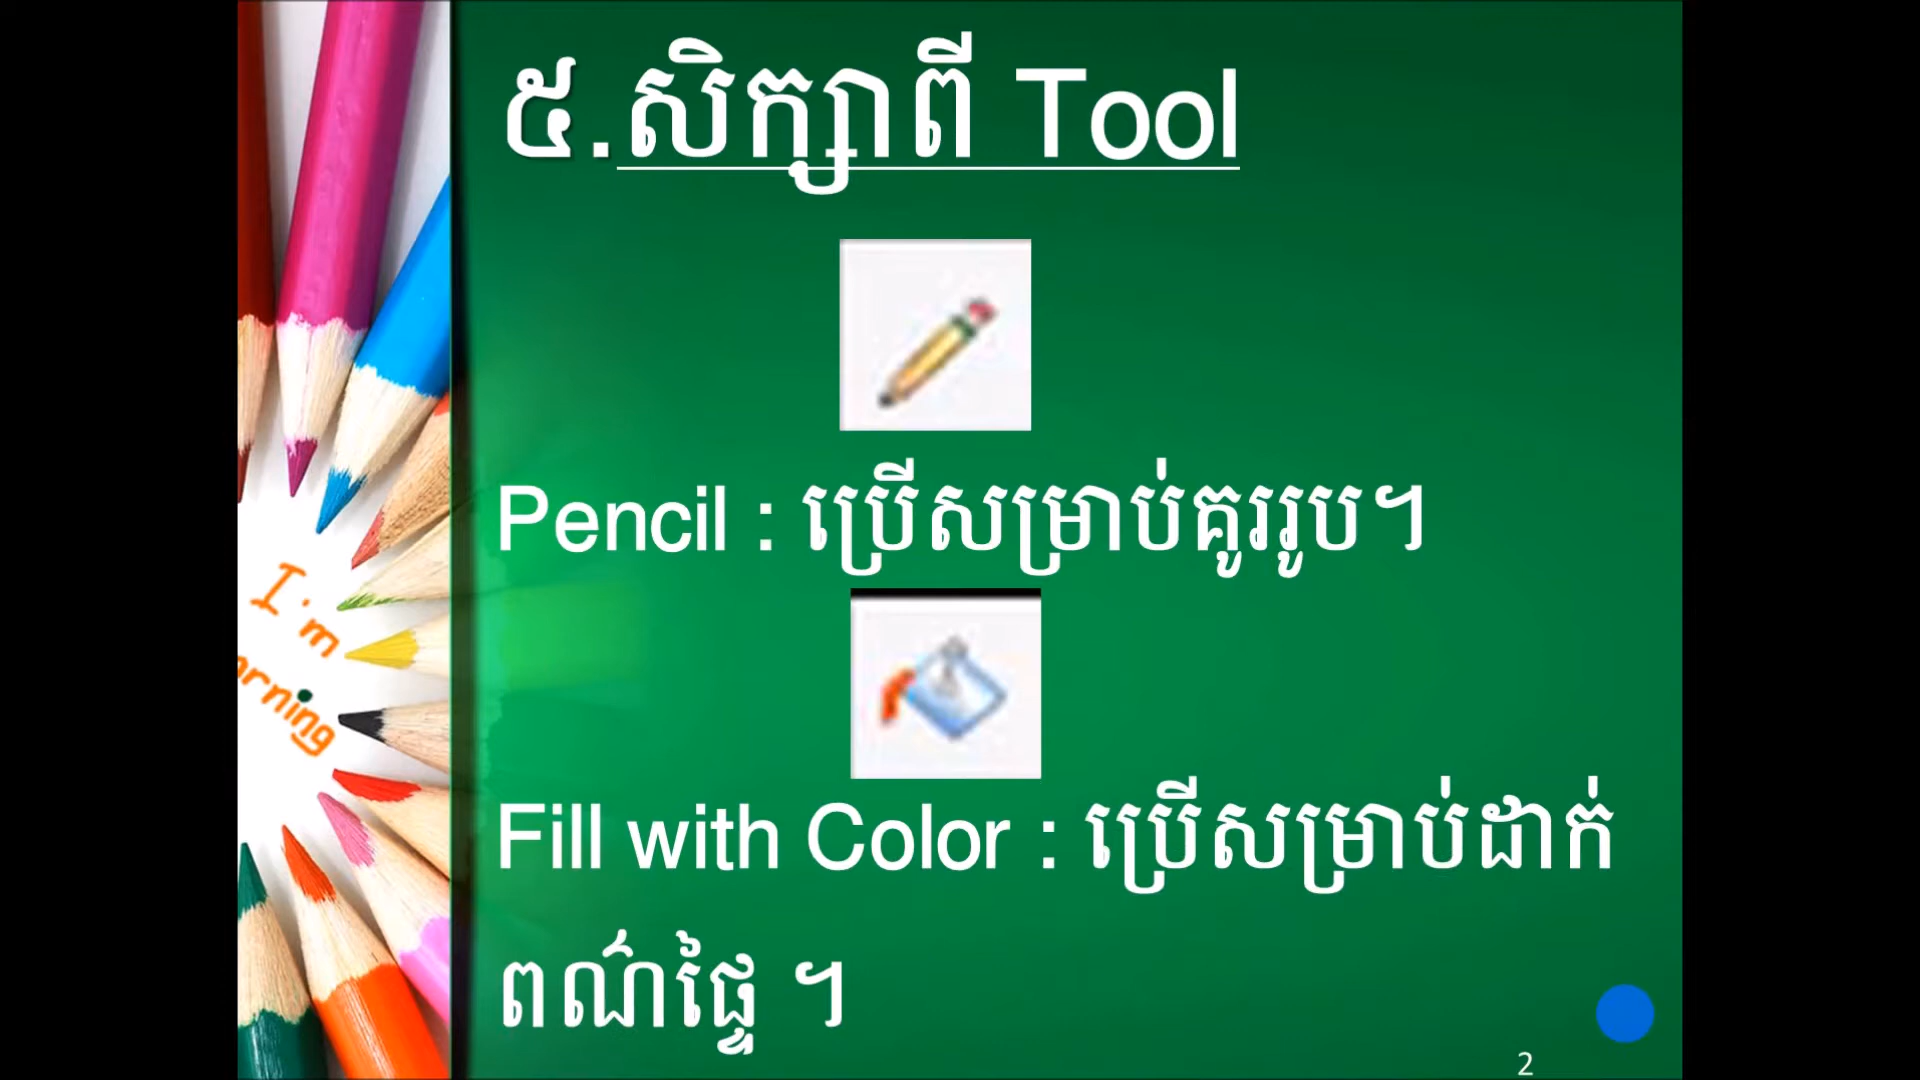 ៥.សិក្សាពី Tool
Pencil : ប្រើសម្រាប់គូររូប។
Fill with Color : ប្រើសម្រាប់ដាក់
ពណ៌ផ្ទៃ ។
I'm
arning
2